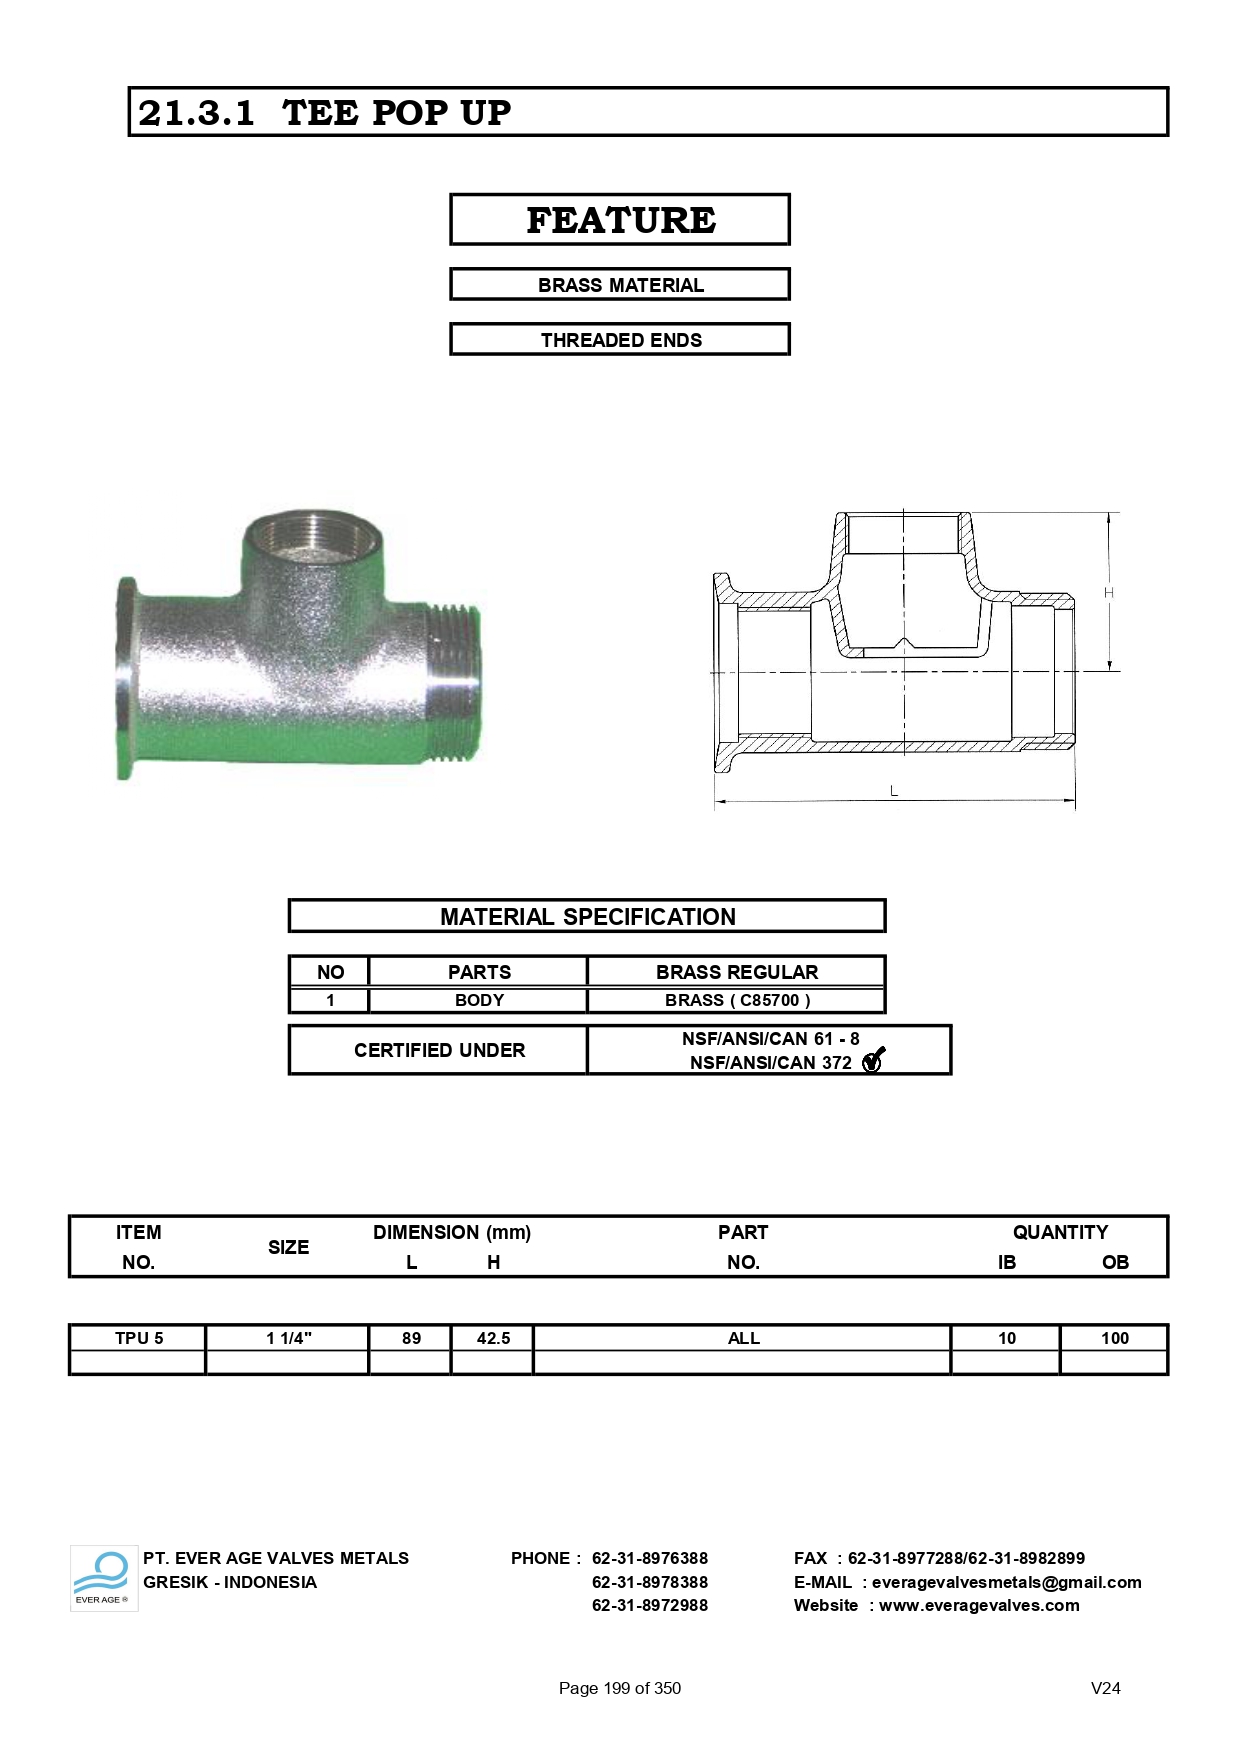 21.3.1 TEE POP UP
FEATURE
BRASS MATERIAL
THREADED ENDS
H
L
MATERIAL SPECIFICATION
NO PARTS BRASS REGULAR
1 BODY BRASS ( C85700 )
CERTIFIED UNDER
NSF/ANSI/CAN 61 - 8
NSF/ANSI/CAN 372
ITEM NO. SIZE DIMENSION (mm) PART NO. QUANTITY
L H IB OB
TPU 5 1 1/4" 89 42.5 ALL 10 100
EVER AGE ®
PT. EVER AGE VALVES METALS PHONE : 62-31-8976388 FAX : 62-31-8977288/62-31-8982899
GRESIK - INDONESIA 62-31-8978388 E-MAIL : everagevalvesmetals@gmail.com
62-31-8972988 Website : www.everagevalves.com
Page 199 of 350 V24